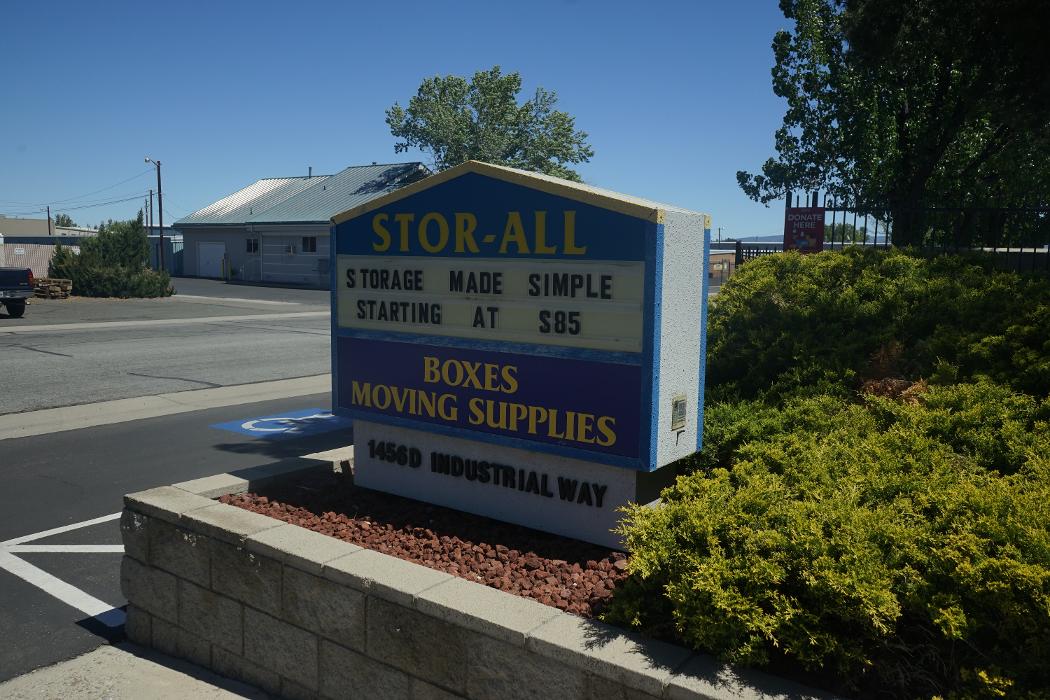 STOR-ALL
STORAGE MADE SIMPLE
STARTING AT S85
BOXES
MOVING SUPPLIES
1456D INDUSTRIAL WAY
DONATE
HERE